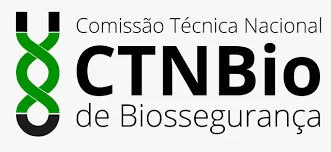 Comissão Técnica Nacional
CTNBio
de Biossegurança